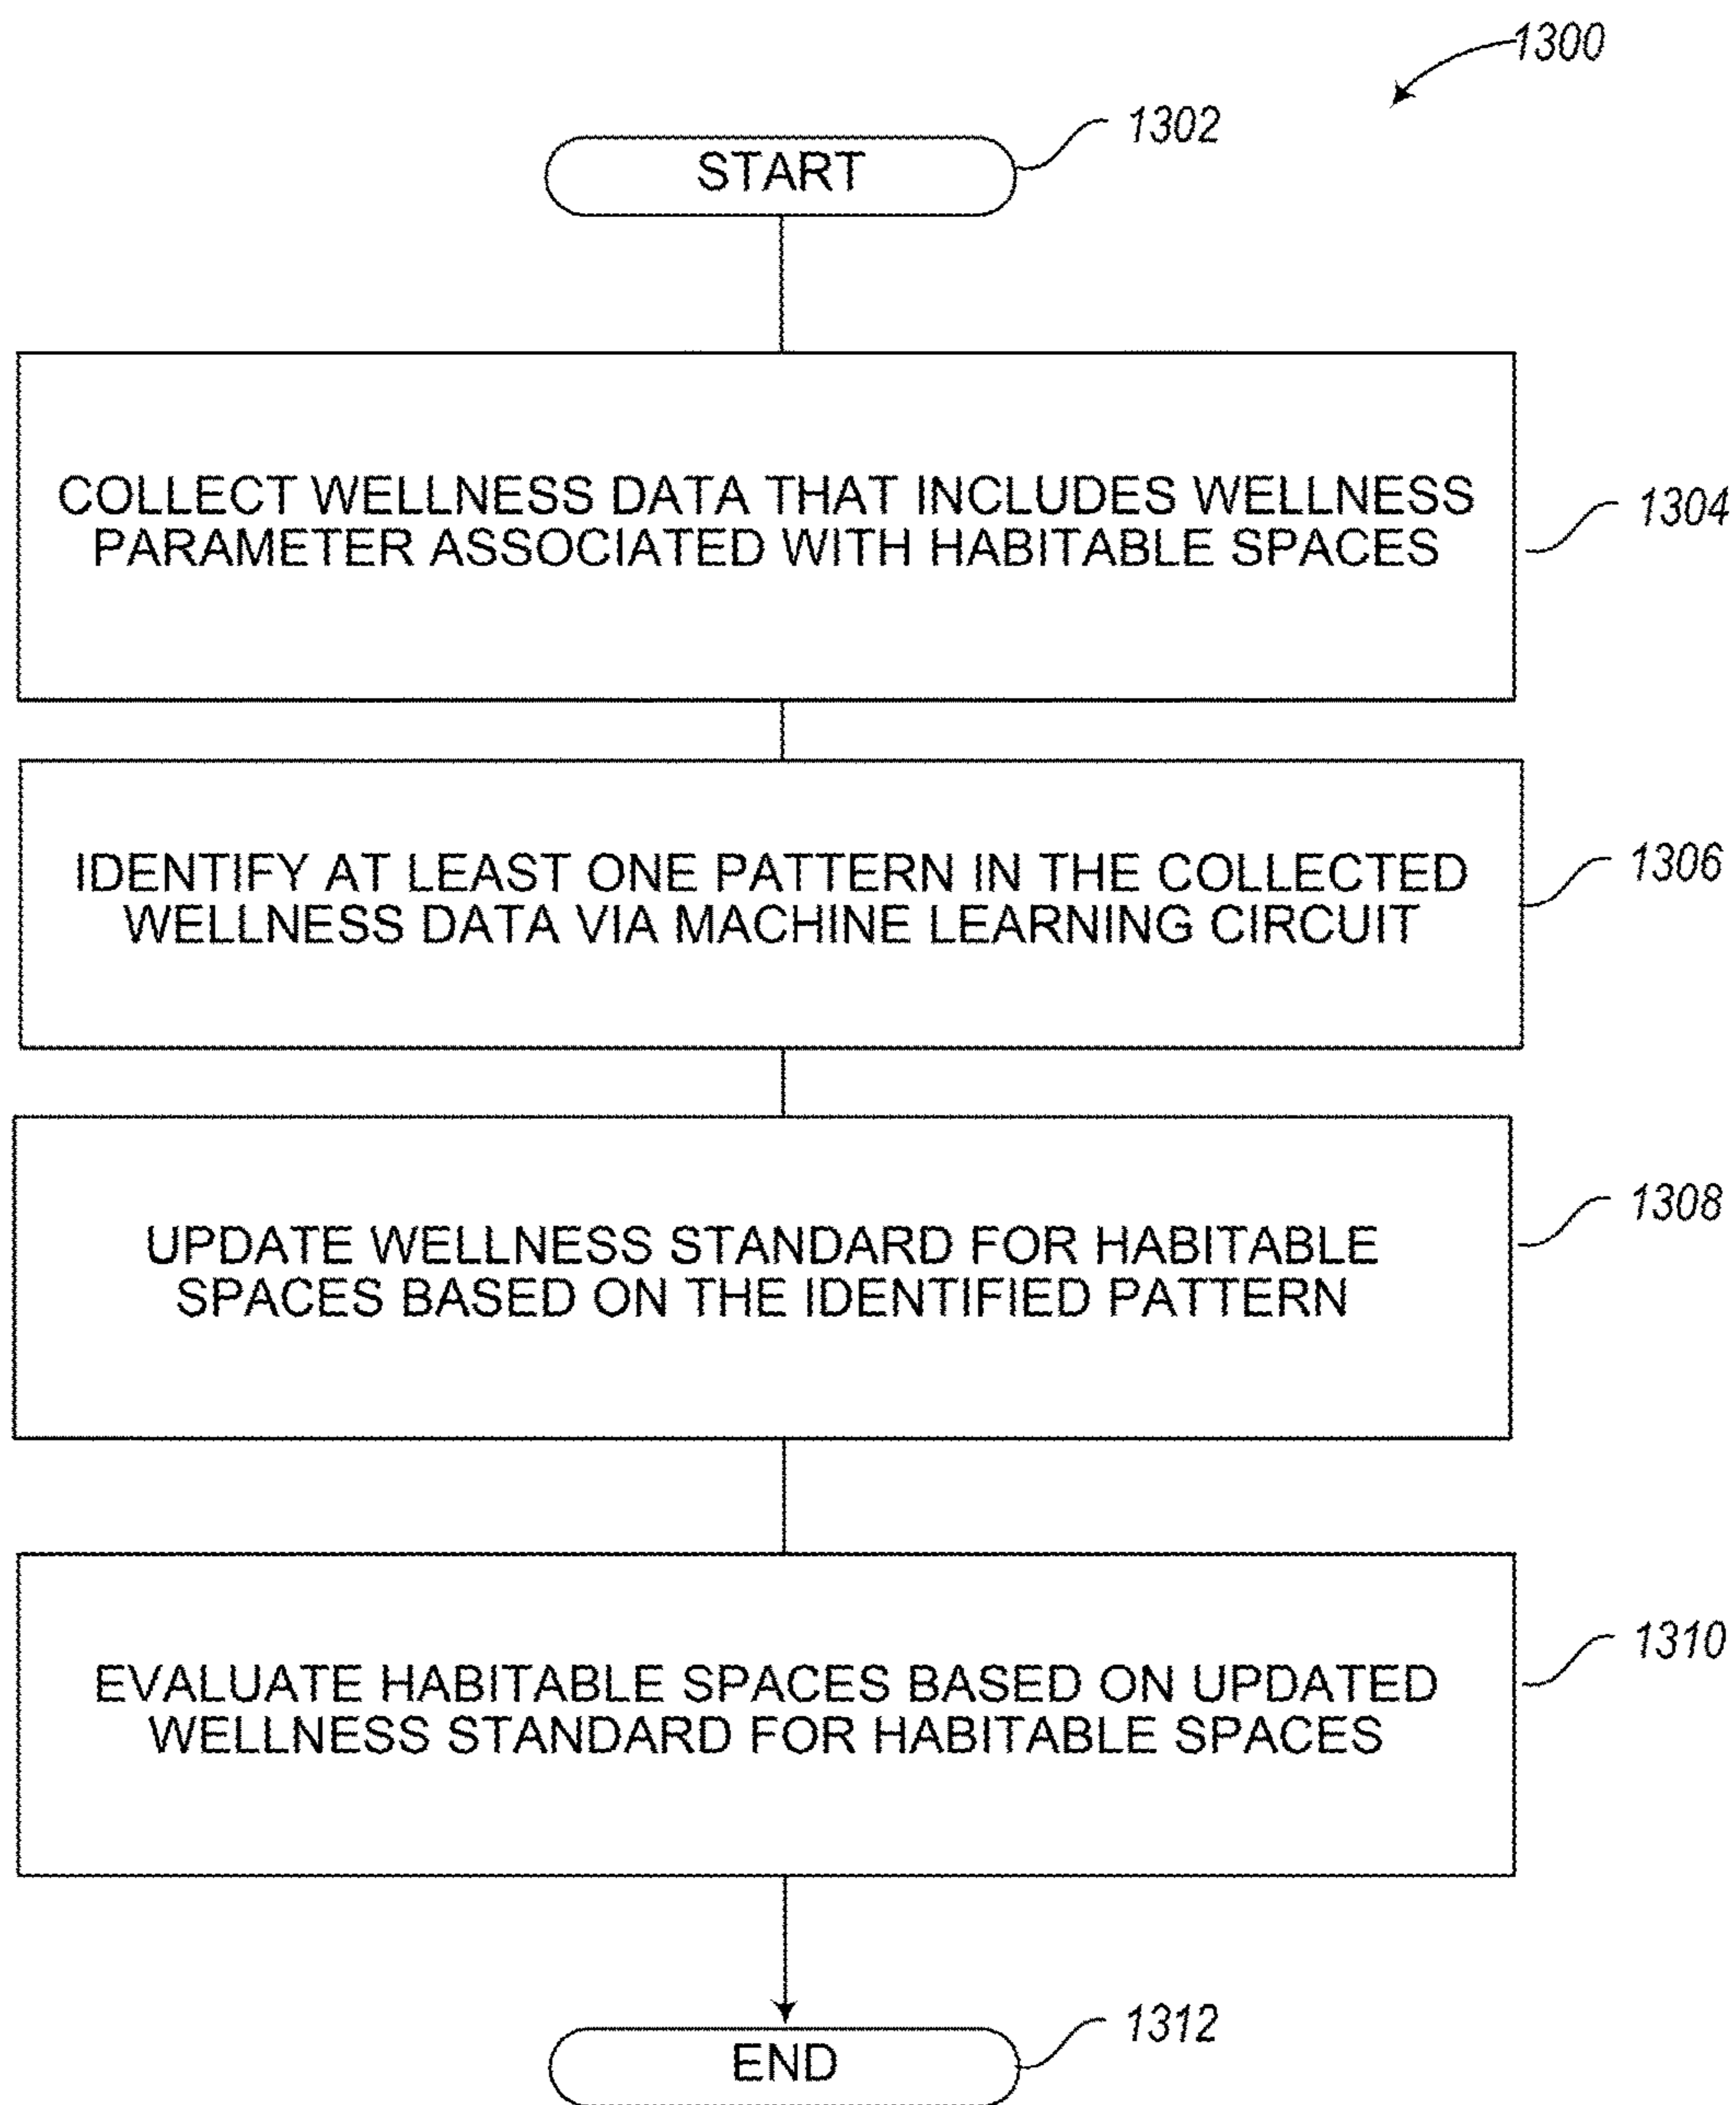 1300
1302
START
COLLECT WELLNESS DATA THAT INCLUDES WELLNESS
PARAMETER ASSOCIATED WITH HABITABLE SPACES
1304
IDENTIFY AT LEAST ONE PATTERN IN THE COLLECTED
WELLNESS DATA VIA MACHINE LEARNING CIRCUIT
1306
UPDATE WELLNESS STANDARD FOR HABITABLE
SPACES BASED ON THE IDENTIFIED PATTERN
1308
EVALUATE HABITABLE SPACES BASED ON UPDATED
WELLNESS STANDARD FOR HABITABLE SPACES
1310
END
1312